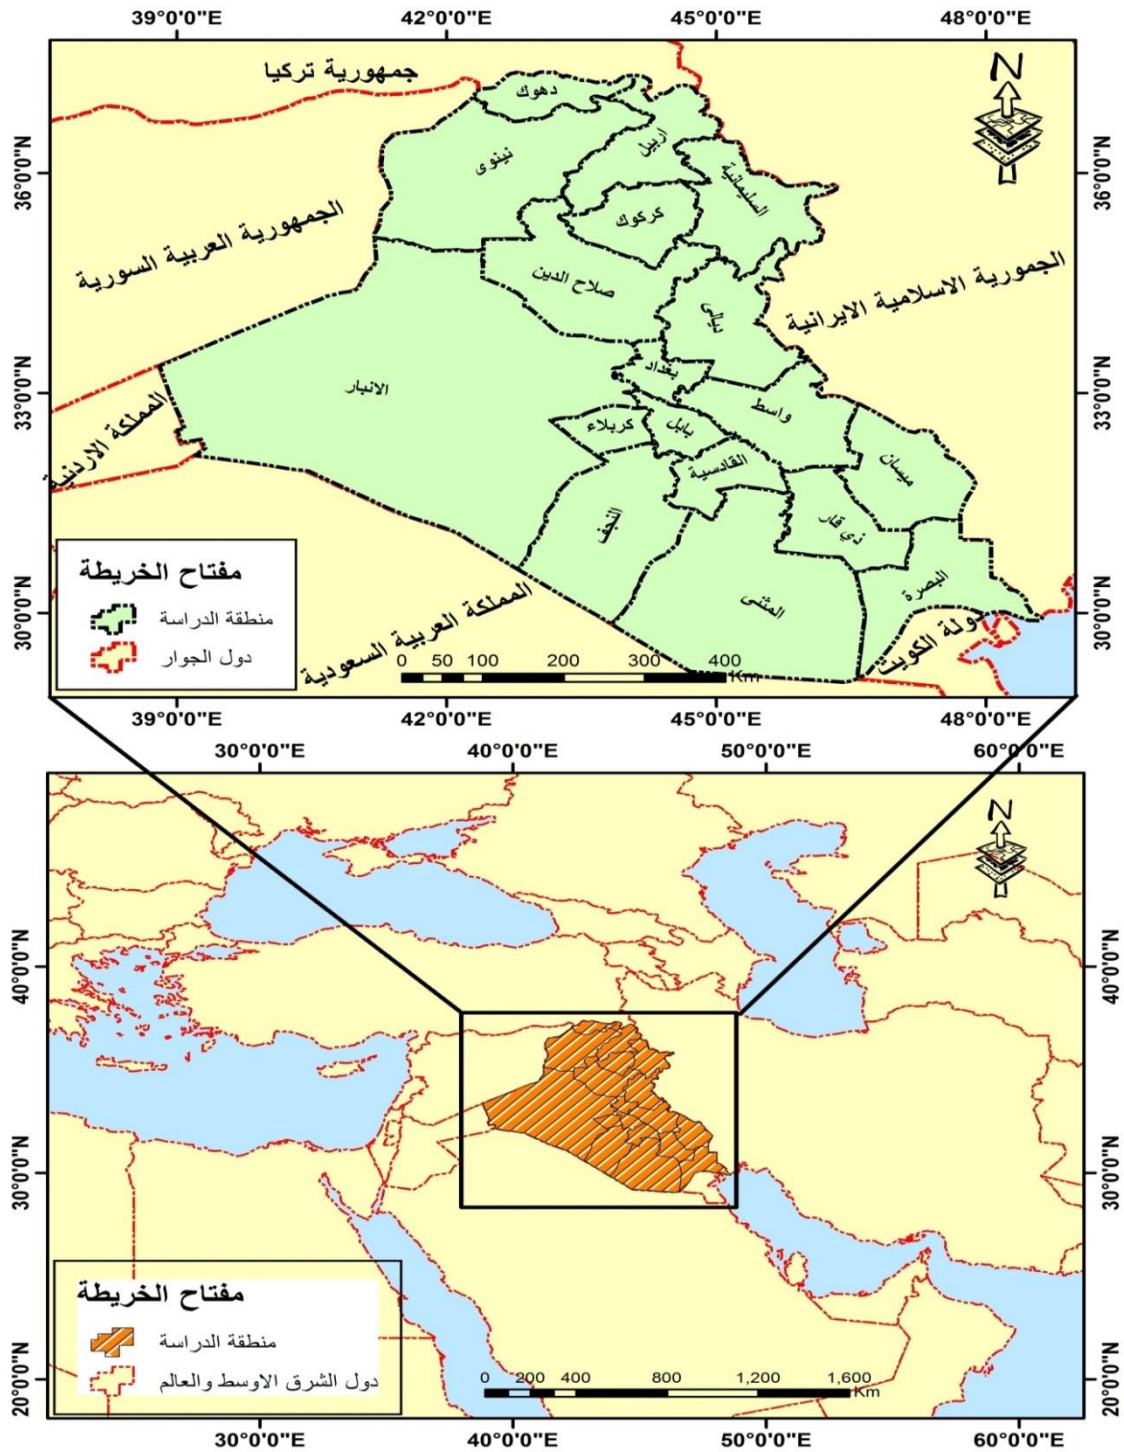 39°0'0"E 42°0'0"E 45°0'0"E 48°0'0"E
N
جمهورية تركيا
دهوك
اربيل
نينوى
السليمانية
36°0'0"N 36°0'0"N
كركوك
الجمهورية العربية السورية
صلاح الدين
الجمورية الاسلامية الايرانية
ديالى
بغداد
الانبار
33°0'0"N 33°0'0"N
واسط
كربلاء
بابل
المملكة الاردنية
القادسية
ميسان
النجف
ذي قار
البصرة
المثنى
30°0'0"N 30°0'0"N
المملكة العربية السعودية
دولة الكويت
مفتاح الخريطة
منطقة الدراسة
دول الجوار
0 50 100 200 300 400
Km
39°0'0"E 42°0'0"E 45°0'0"E 48°0'0"E
30°0'0"E 40°0'0"E 50°0'0"E 60°0'0"E
N
40°0'0"N 40°0'0"N
30°0'0"N 30°0'0"N
20°0'0"N 20°0'0"N
مفتاح الخريطة
منطقة الدراسة
دول الشرق الاوسط والعالم
0 200 400 800 1,200 1,600
Km
30°0'0"E 40°0'0"E 50°0'0"E 60°0'0"E